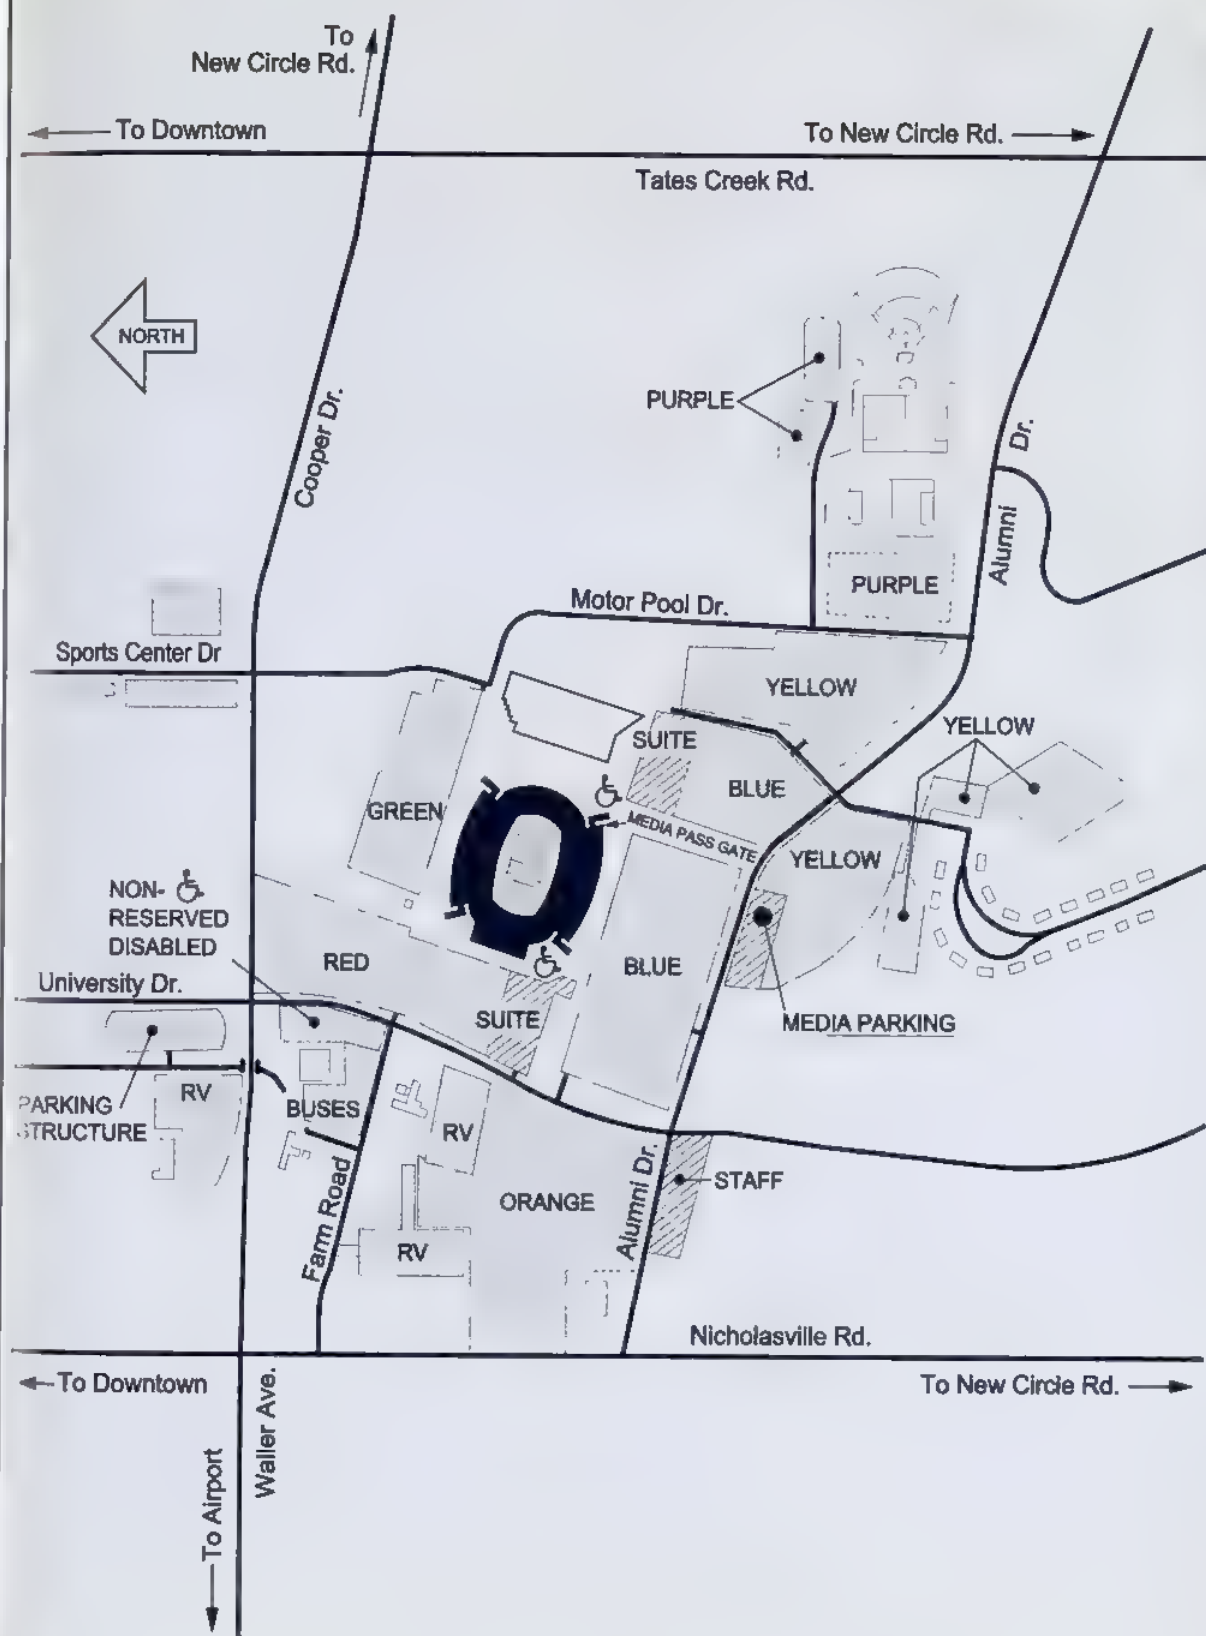 To
New Circle Rd.
To Downtown
To New Circle Rd.
Tates Creek Rd.
NORTH
Cooper Dr.
PURPLE
Alumni Dr.
PURPLE
Motor Pool Dr.
Sports Center Dr
YELLOW
SUITE
YELLOW
BLUE
GREEN
MEDIA PASS GATE
YELLOW
NON-
RESERVED
DISABLED
RED
BLUE
University Dr.
SUITE
MEDIA PARKING
RV
PARKING
STRUCTURE
BUSES
RV
Farm Road
ORANGE
Alumni Dr.
STAFF
RV
Nicholasville Rd.
To Downtown
To New Circle Rd.
Waller Ave.
To Airport